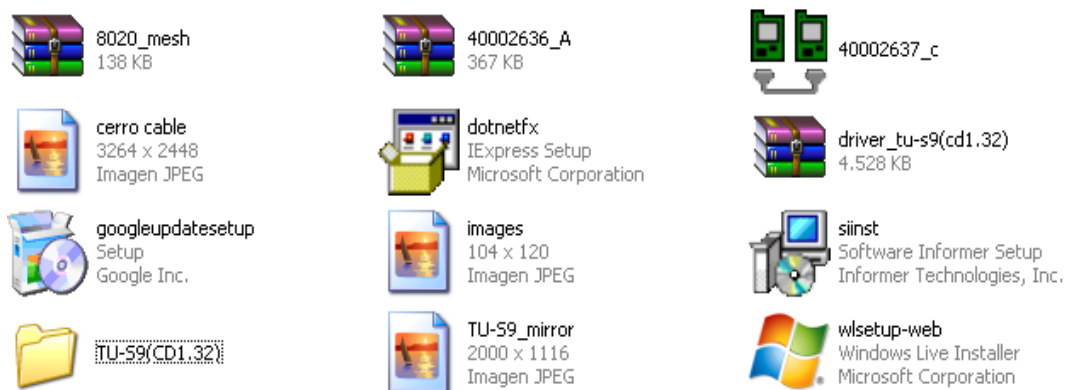 8020_mesh
138 KB
40002636_A
367 KB
40002637_c
cerro cable
3264 x 2448
Imagen JPEG
dotnetfx
IExpress Setup
Microsoft Corporation
driver_tu-s9(cd1.32)
4.528 KB
googleupdatesetup
Setup
Google Inc.
images
104 x 120
Imagen JPEG
siinst
Software Informer Setup
Informer Technologies, Inc.
TU-S9(CD1.32)
TU-S9_mirror
2000 x 1116
Imagen JPEG
wlsetup-web
Windows Live Installer
Microsoft Corporation